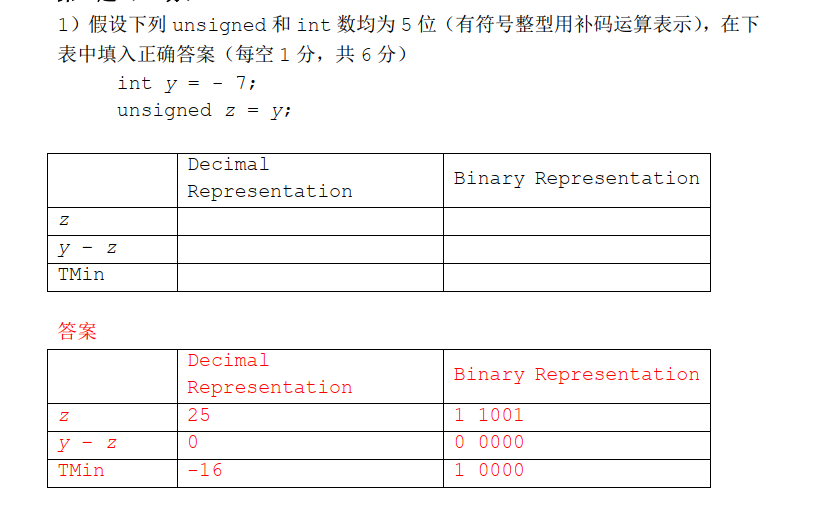 1）假设下列 unsigned 和 int 数均为 5 位（有符号整型用补码运算表示），在下
表中填入正确答案（每空 1 分，共 6 分）
int y = - 7;
unsigned z = y;
Decimal
Representation
Binary Representation
z
y - z
TMin
答案
Decimal
Representation
Binary Representation
z 25 1 1001
y - z 0 0 0000
TMin -16 1 0000